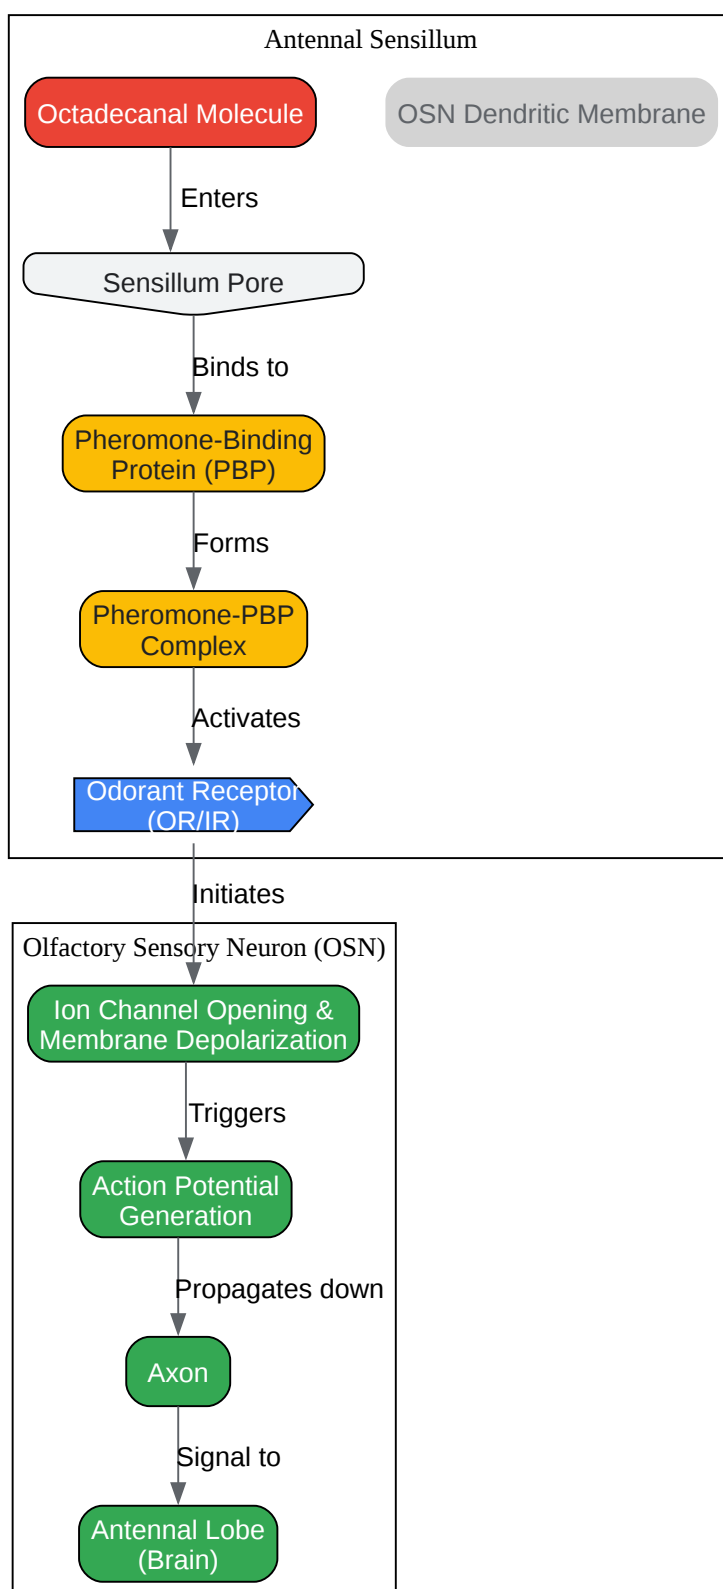 Antennal Sensillum
Octadecanal Molecule
OSN Dendritic Membrane
Enters
Sensillum Pore
Binds to
Pheromone-Binding
Protein (PBP)
Forms
Pheromone-PBP
Complex
Activates
Odorant Receptor
(OR/IR)
Initiates
Olfactory Sensory Neuron (OSN)
Ion Channel Opening &
Membrane Depolarization
Triggers
Action Potential
Generation
Propagates down
Axon
Signal to
Antennal Lobe
(Brain)